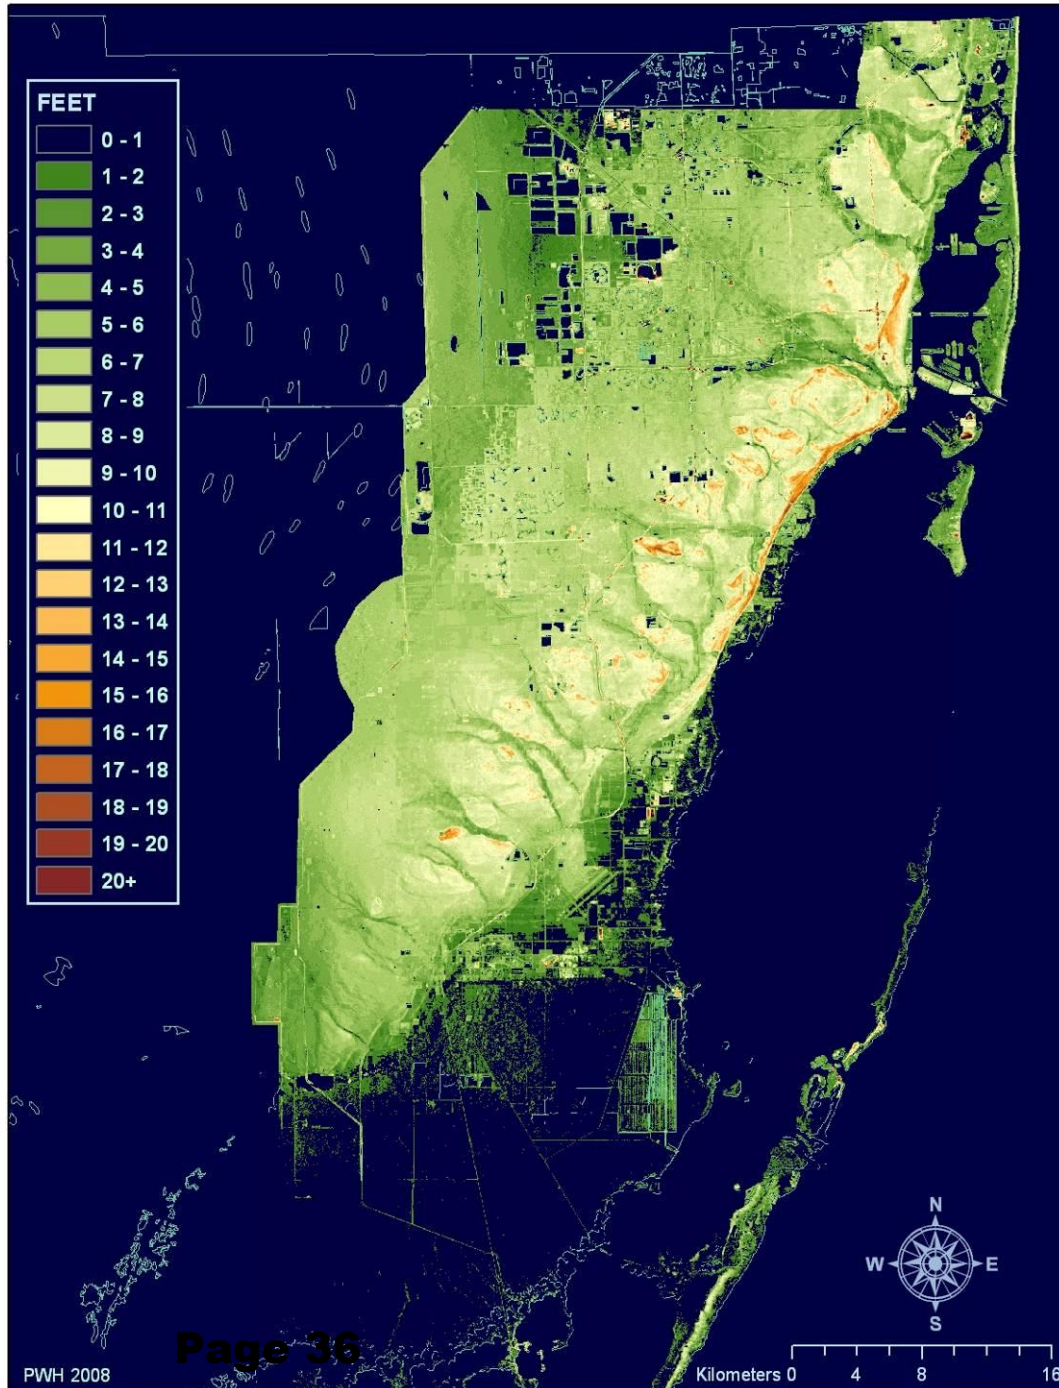 FEET
0 - 1
1 - 2
2 - 3
3 - 4
4 - 5
5 - 6
6 - 7
7 - 8
8 - 9
9 - 10
10 - 11
11 - 12
12 - 13
13 - 14
14 - 15
15 - 16
16 - 17
17 - 18
18 - 19
19 - 20
20+
N
W E
S
Page 36
PWH 2008
Kilometers 0 4 8 16